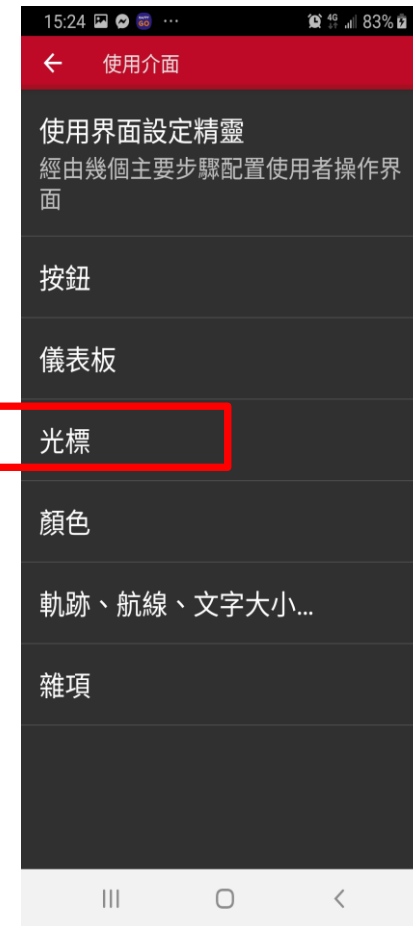 15:24 ... 4G 83%
使用介面
使用界面設定精靈
經由幾個主要步驟配置使用者操作界
面
按鈕
儀表板
光標
顏色
軌跡、航線、文字大小...
雜項